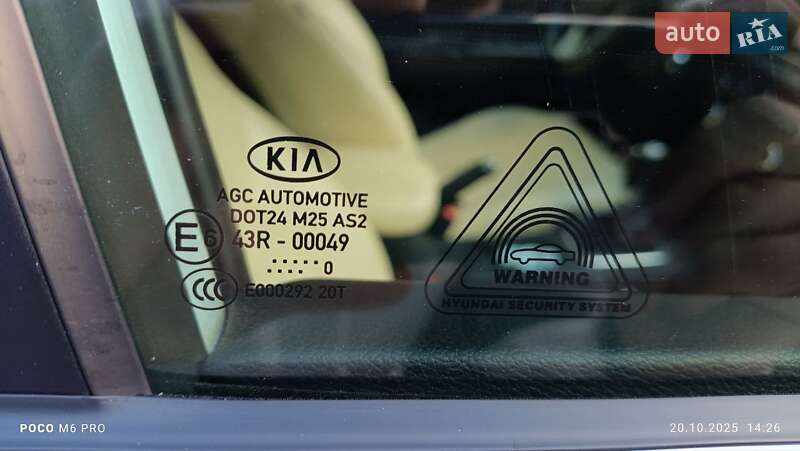 auto RIA
KIA
AGC AUTOMOTIVE
DOT24 M25 AS2
E6 43R - 00049
..... 
.... 0
CCC E000292 20T
WARNING
HYUNDAI SECURITY SYSTEM
POCO M6 PRO
20.10.2025 14:26